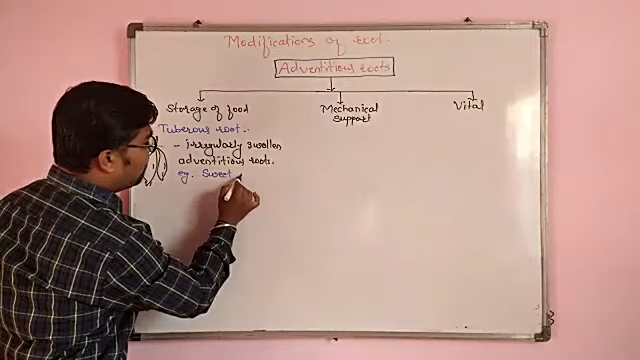 Modifications of root.
Adventitious roots
Storage of food
Mechanical support
Vital
Tuberous root..
- irregularly swollen
adventitious roots.
eg. Sweet